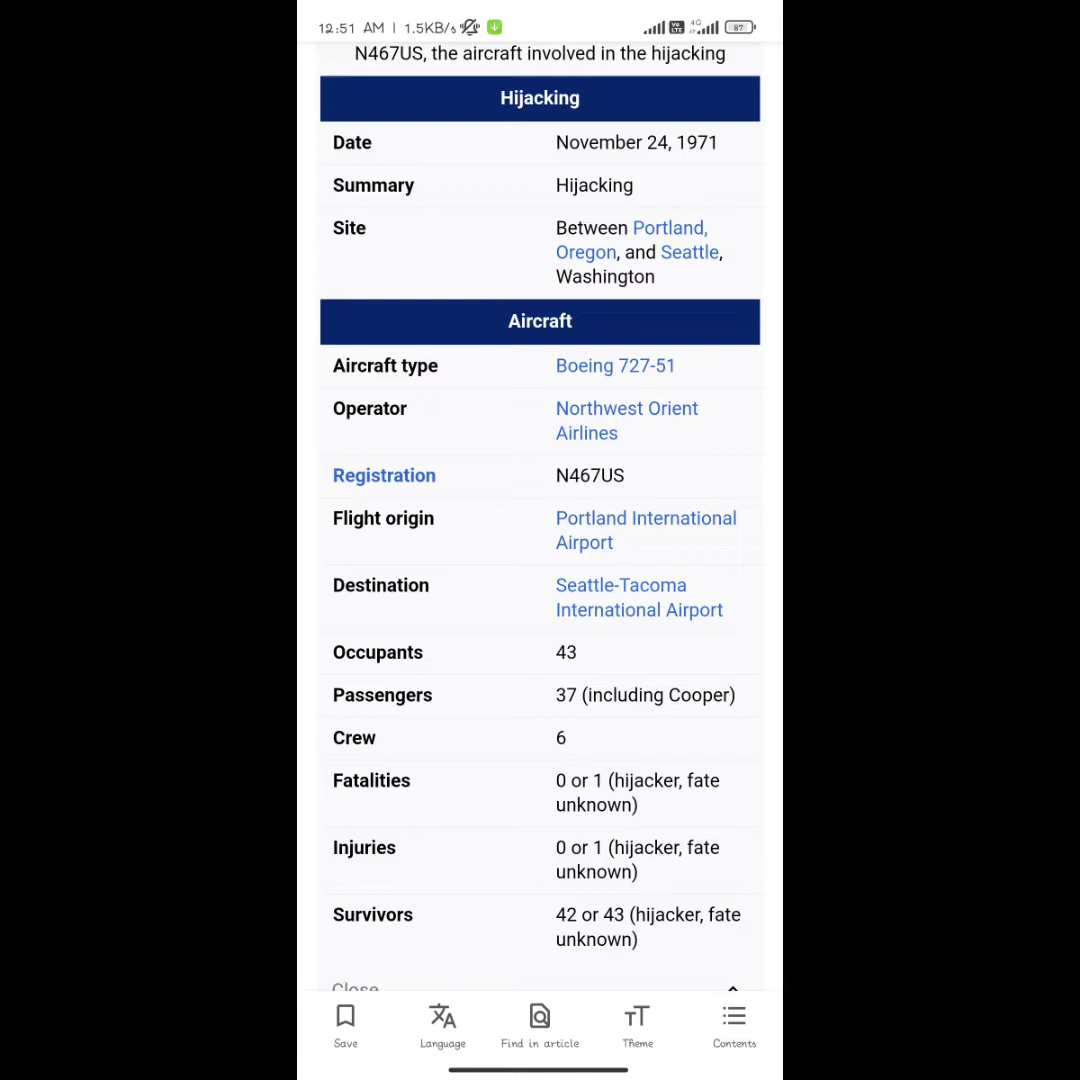 12:51 AM | 1.5KB/s
4G
87
N467US, the aircraft involved in the hijacking
Hijacking
Date November 24, 1971
Summary Hijacking
Site Between Portland,
Oregon, and Seattle,
Washington
Aircraft
Aircraft type Boeing 727-51
Operator Northwest Orient
Airlines
Registration N467US
Flight origin Portland International
Airport
Destination Seattle-Tacoma
International Airport
Occupants 43
Passengers 37 (including Cooper)
Crew 6
Fatalities 0 or 1 (hijacker, fate
unknown)
Injuries 0 or 1 (hijacker, fate
unknown)
Survivors 42 or 43 (hijacker, fate
unknown)
Close
Save Language Find in article Theme Contents